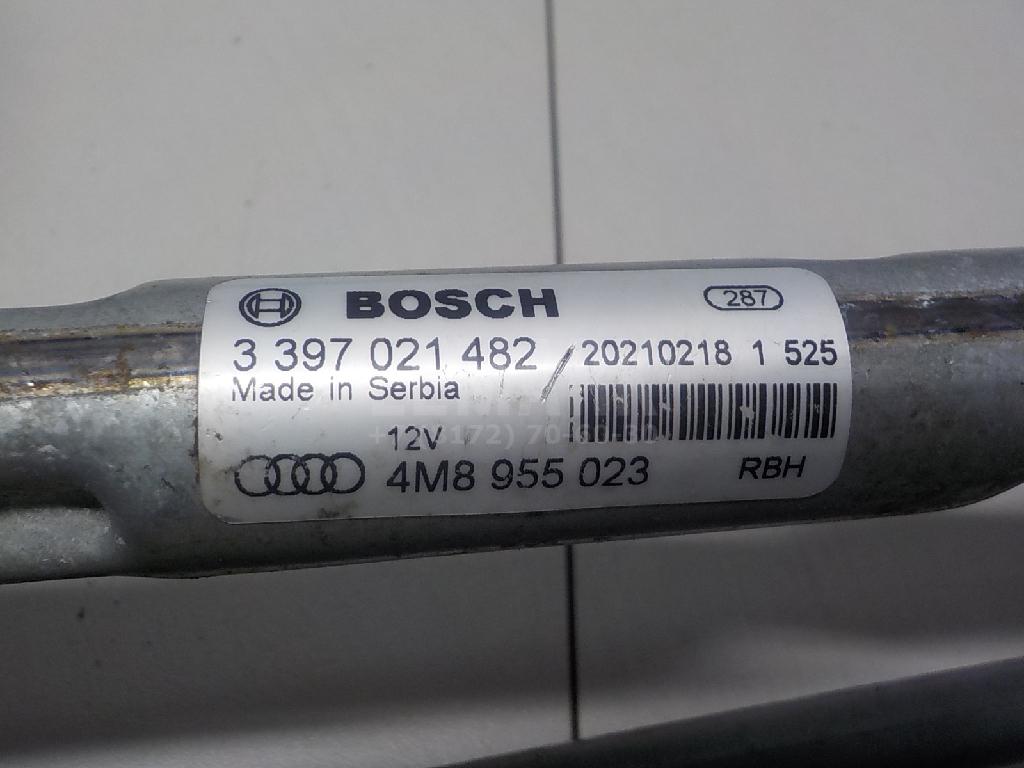 BOSCH 287
3 397 021 482 20210218 1 525
Made in Serbia
12V
4M8 955 023 RBH